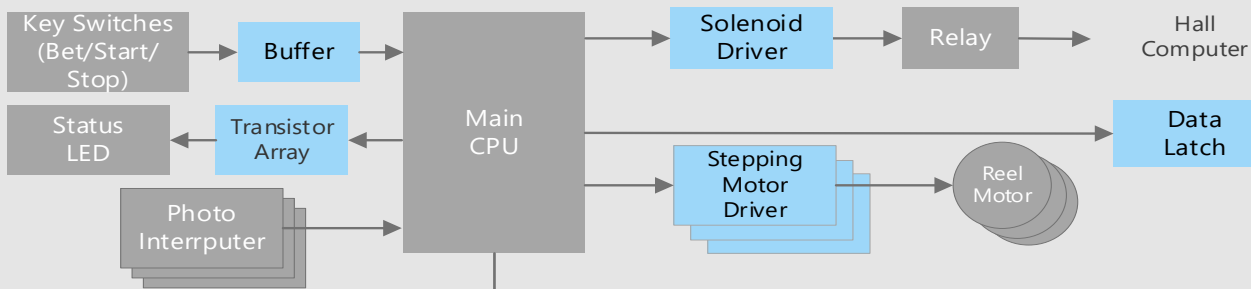 Key Switches
(Bet/Start/
Stop)
Buffer
Main
CPU
Solenoid
Driver
Relay
Hall
Computer
Status
LED
Transistor
Array
Data
Latch
Stepping
Motor
Driver
Reel
Motor
Photo
Interrputer